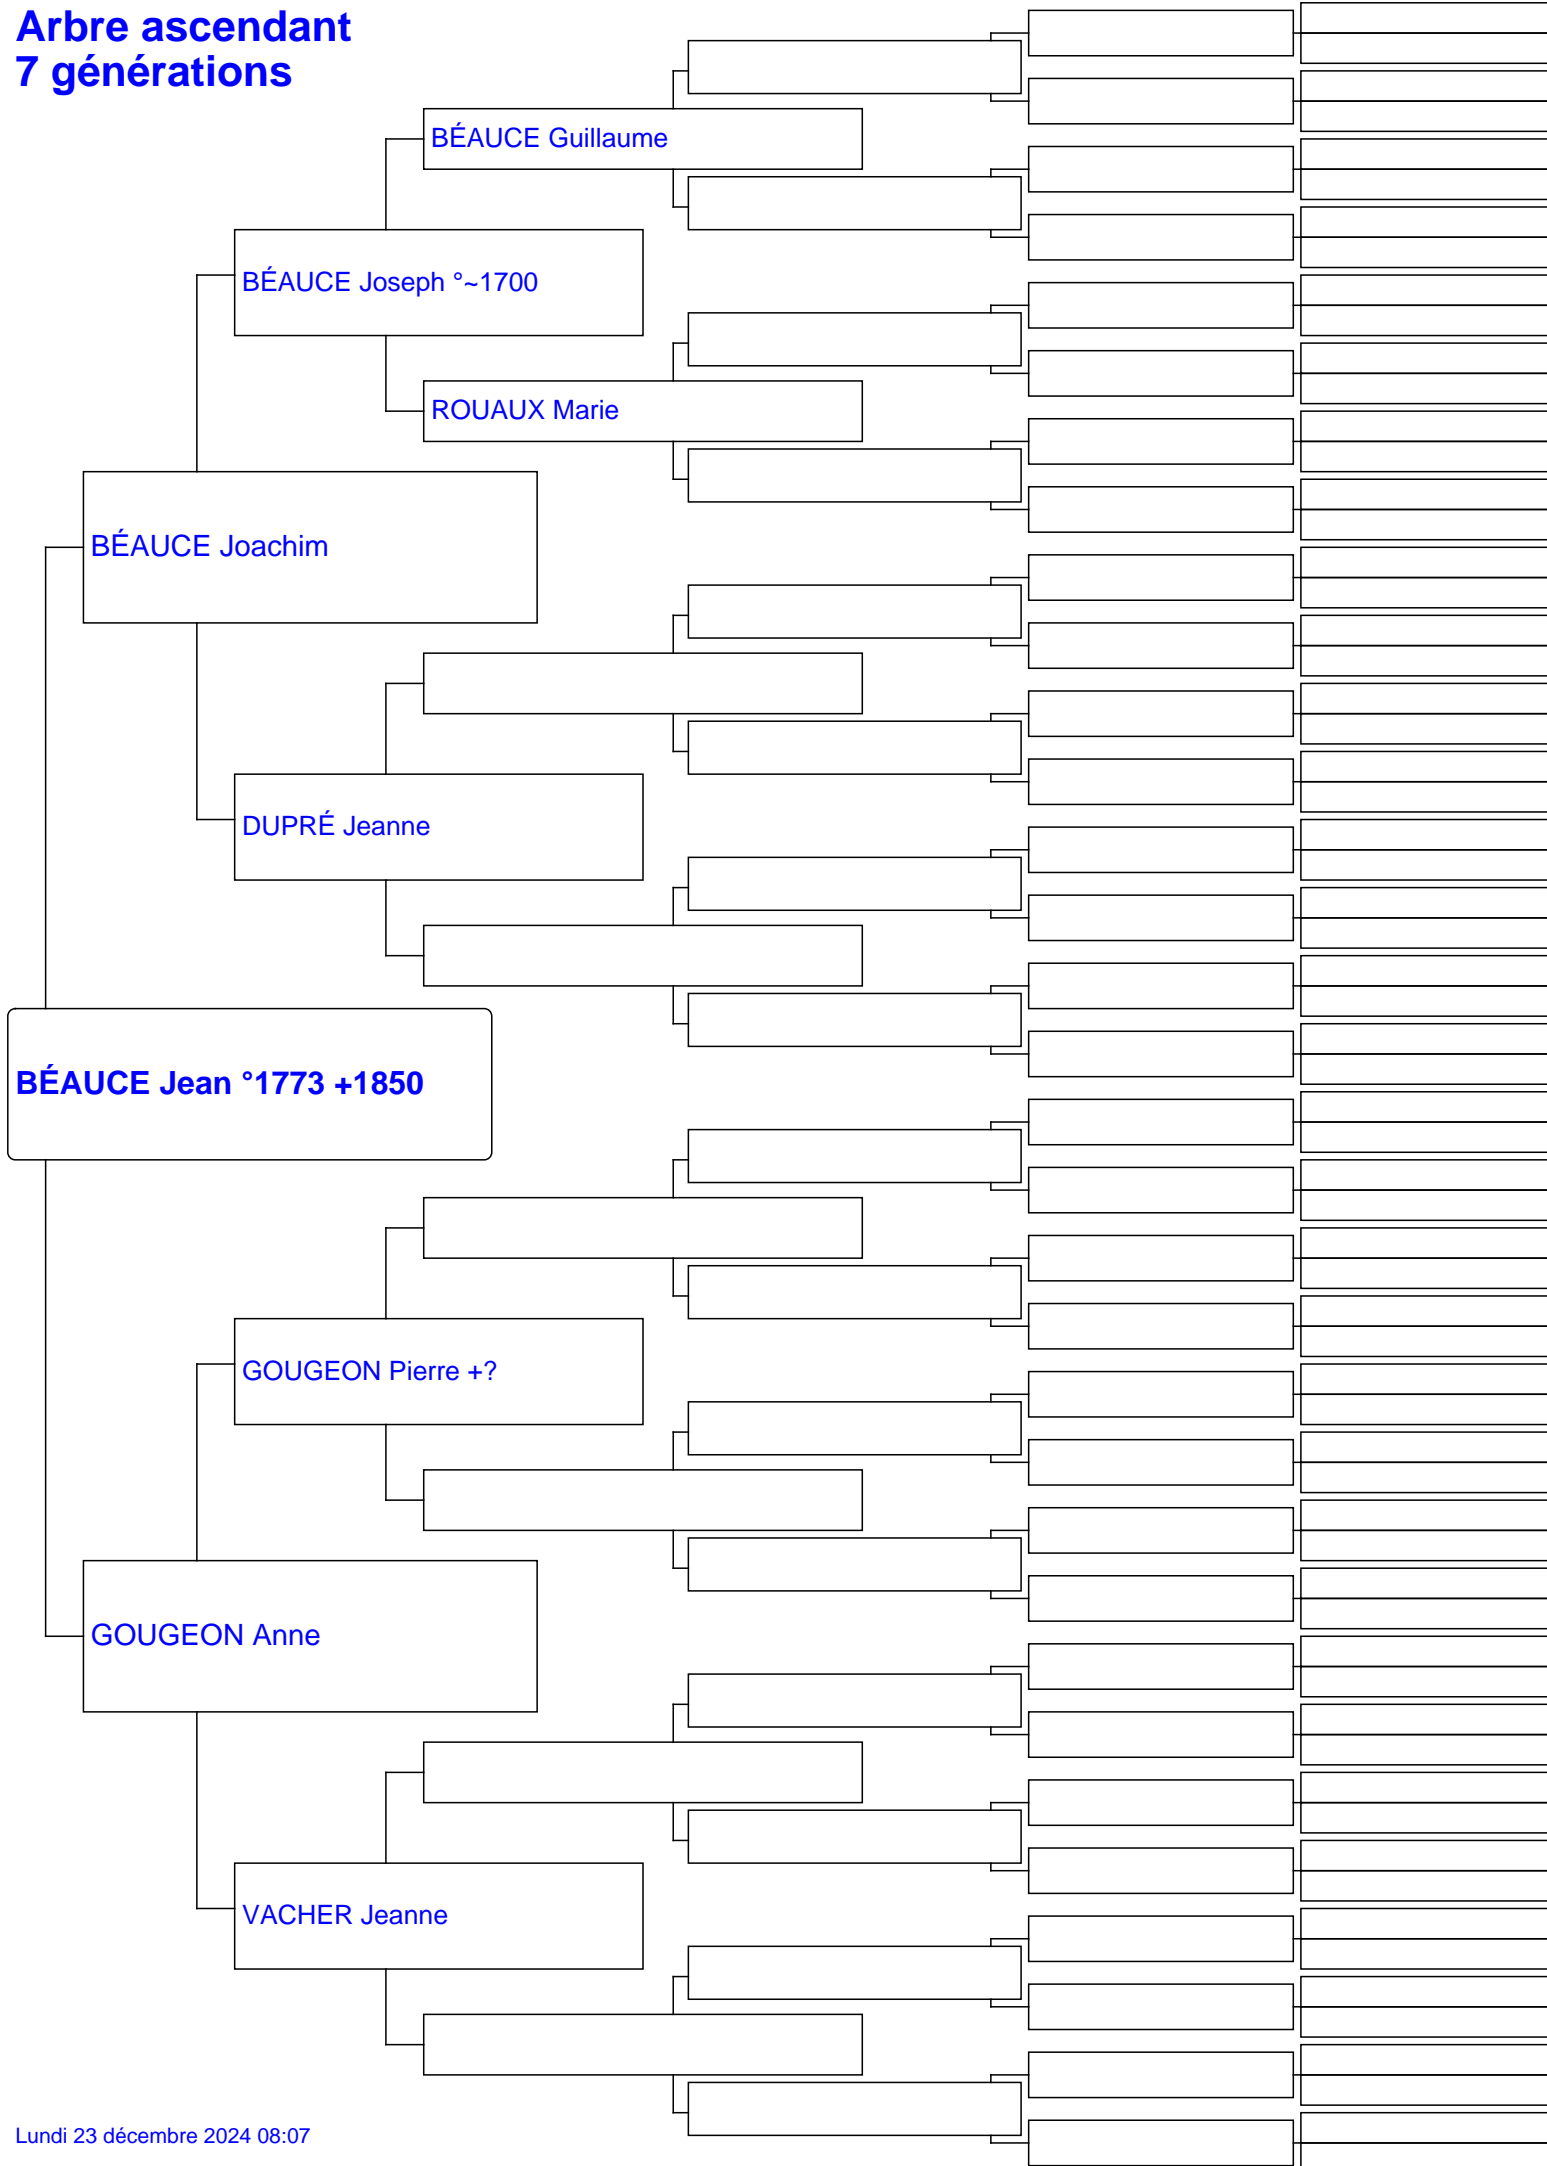 Arbre ascendant
7 générations
BÉAUCE Guillaume
BÉAUCE Joseph °~1700
ROUAUX Marie
BÉAUCE Joachim
DUPRÉ Jeanne
BÉAUCE Jean °1773 +1850
GOUGEON Pierre +?
GOUGEON Anne
VACHER Jeanne
Lundi 23 décembre 2024 08:07